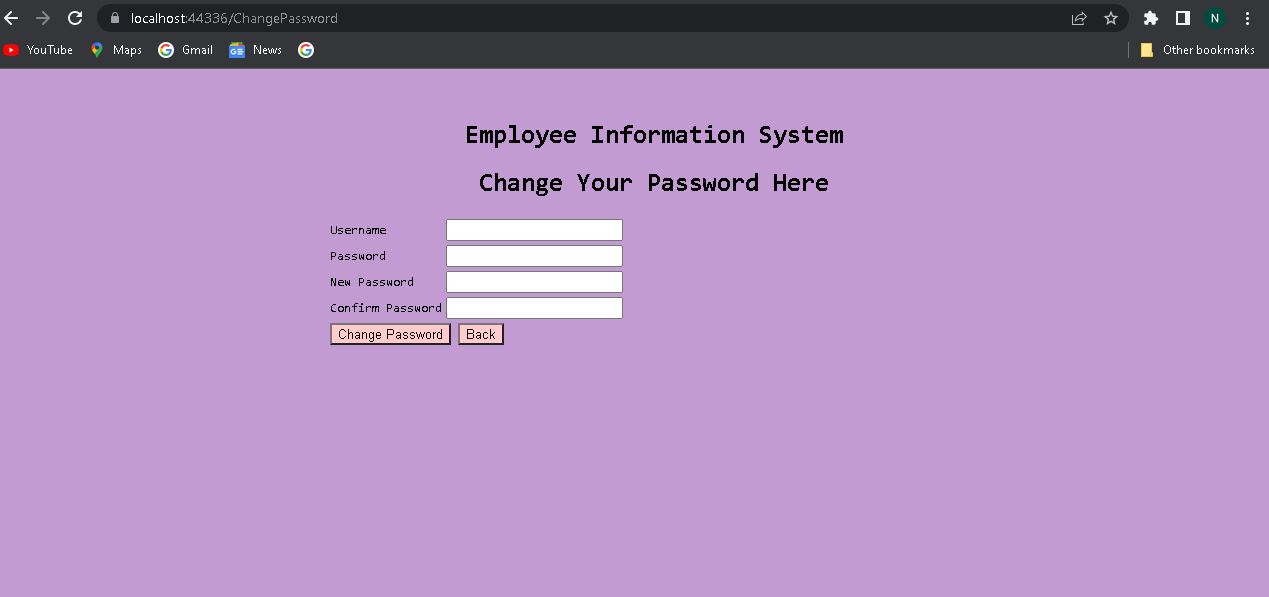 localhost:44336/ChangePassword
N
YouTube Maps Gmail GE News Other bookmarks
Employee Information System
Change Your Password Here
Username
Password
New Password
Confirm Password
Change Password Back